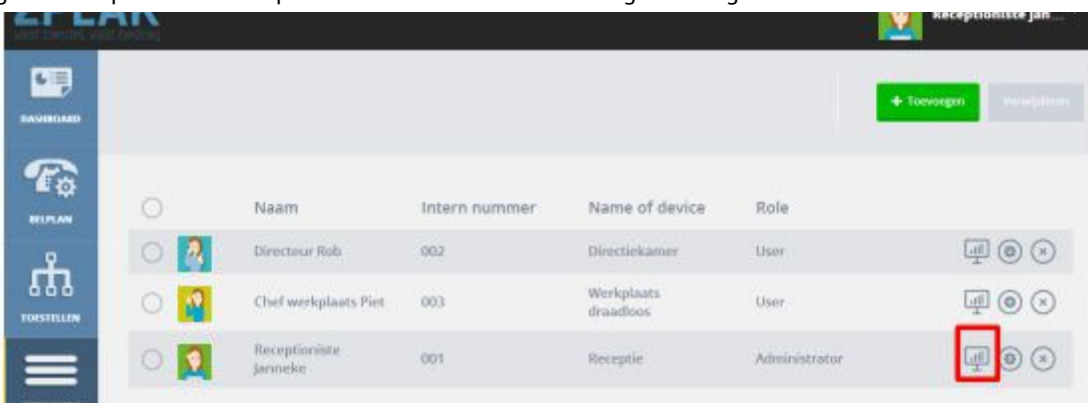 Receptioniste Jan...
vast toestel, vast bedrag
+ Toevoegen
Verwijderen
DASHBOARD
BELPLAN
TOESTELLEN
Naam Intern nummer Name of device Role
Directeur Rob 002 Directiekamer User
Chef werkplaats Piet 003 Werkplaats draadloos User
Receptioniste Janneke 001 Receptie Administrator